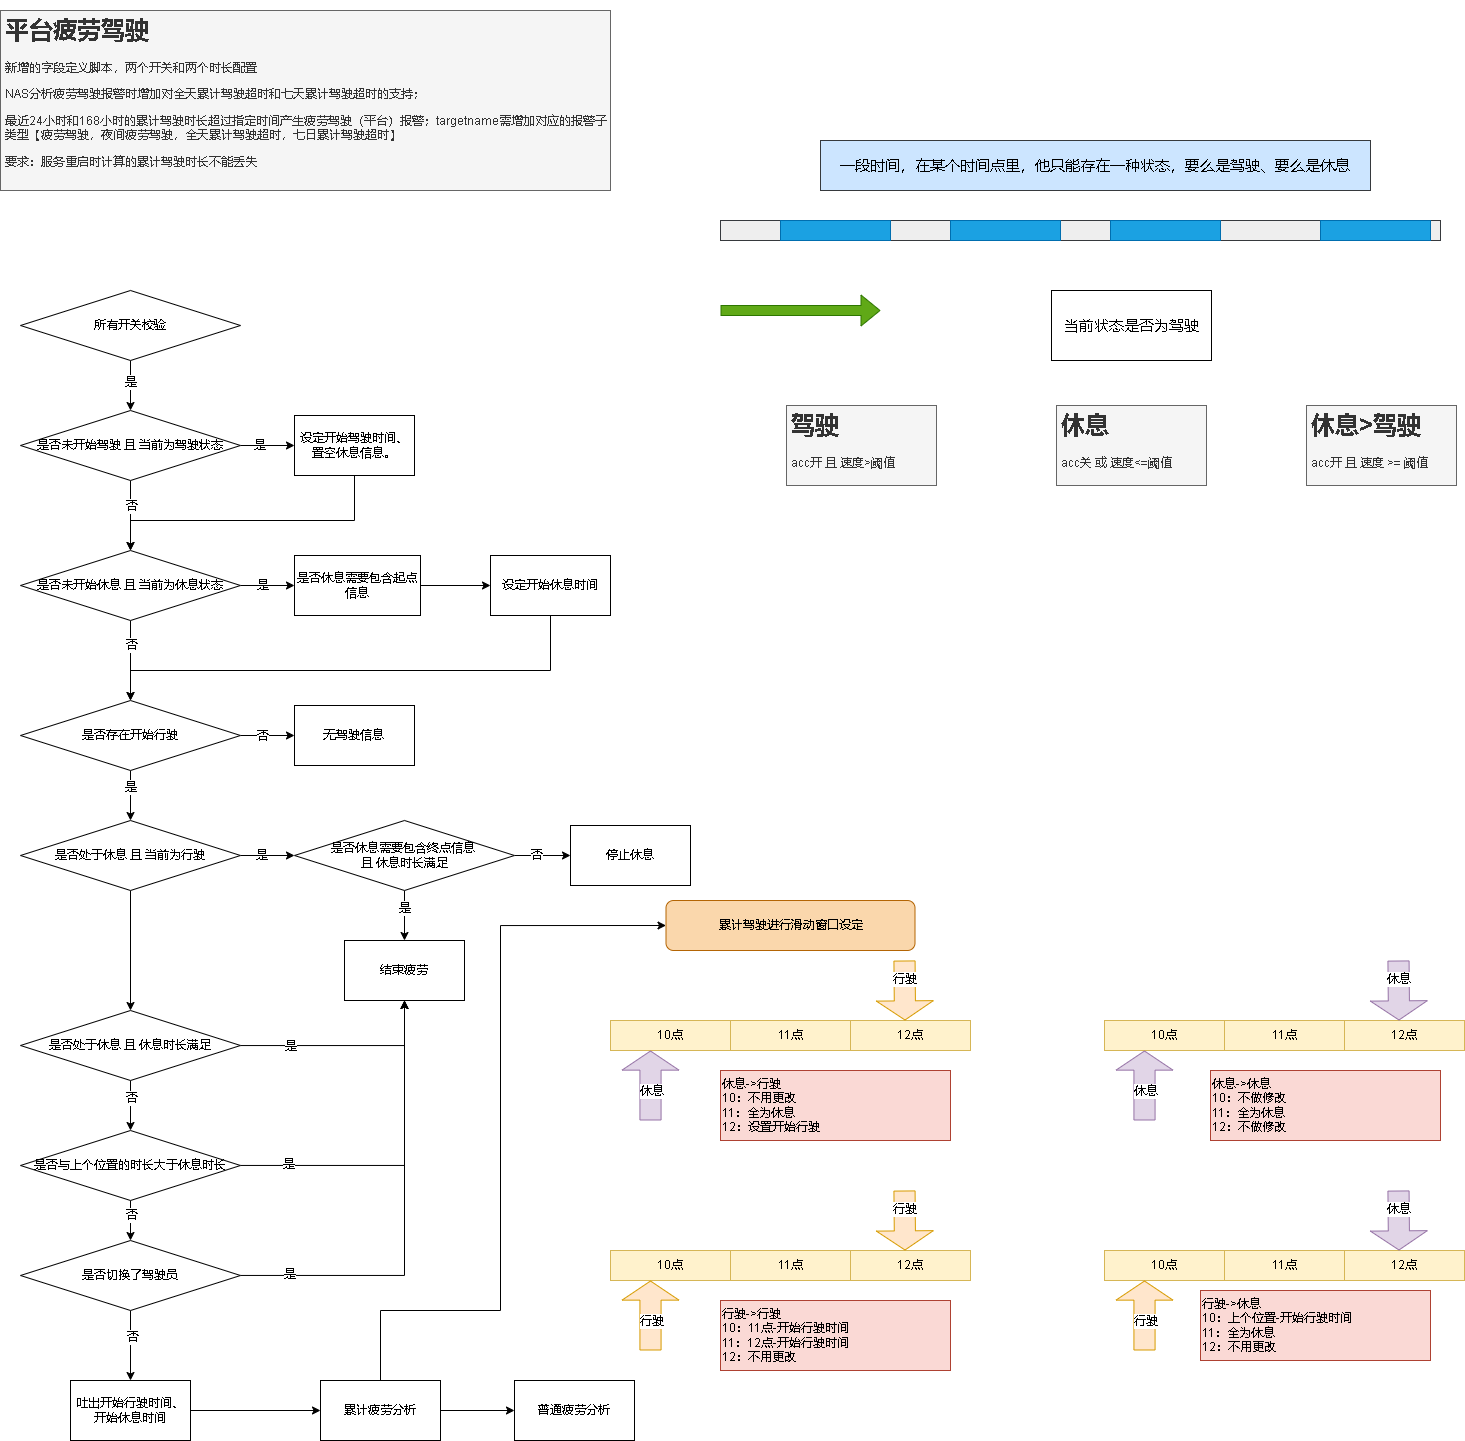 平台疲劳驾驶
新增的字段定义脚本，两个开关和两个时长配置
NAS分析疲劳驾驶报警时增加对全天累计驾驶超时和七天累计驾驶超时的支持；
最近24小时和168小时的累计驾驶时长超过指定时间产生疲劳驾驶（平台）报警；targetname需增加对应的报警子
类型【疲劳驾驶，夜间疲劳驾驶，全天累计驾驶超时，七日累计驾驶超时】
要求：服务重启时计算的累计驾驶时长不能丢失
一段时间，在某个时间点里，他只能存在一种状态，要么是驾驶、要么是休息
当前状态是否为驾驶
驾驶
acc开 且 速度>阈值
休息
acc关 或 速度<=阈值
休息>驾驶
acc开 且 速度 >= 阈值
所有开关校验
是
是否未开始驾驶 且 当前为驾驶状态
是
设定开始驾驶时间、
置空休息信息。
否
是否未开始休息 且 当前为休息状态
是
是否休息需要包含起点
信息
设定开始休息时间
否
是否存在开始行驶
否
无驾驶信息
是
是否处于休息 且 当前为行驶
是
是否休息需要包含终点信息
且 休息时长满足
否
停止休息
是
结束疲劳
是否处于休息 且 休息时长满足
是
否
是否与上个位置的时长大于休息时长
是
否
是否切换了驾驶员
是
否
吐出开始行驶时间、
开始休息时间
累计疲劳分析
普通疲劳分析
累计驾驶进行滑动窗口设定
行驶
10点
11点
12点
休息
休息->行驶
10：不用更改
11：全为休息
12：设置开始行驶
休息
10点
11点
12点
休息
休息->休息
10：不做修改
11：全为休息
12：不做修改
行驶
10点
11点
12点
行驶
行驶->行驶
10：11点-开始行驶时间
11：12点-开始行驶时间
12：不用更改
休息
10点
11点
12点
行驶
行驶->休息
10：上个位置-开始行驶时间
11：全为休息
12：不用更改